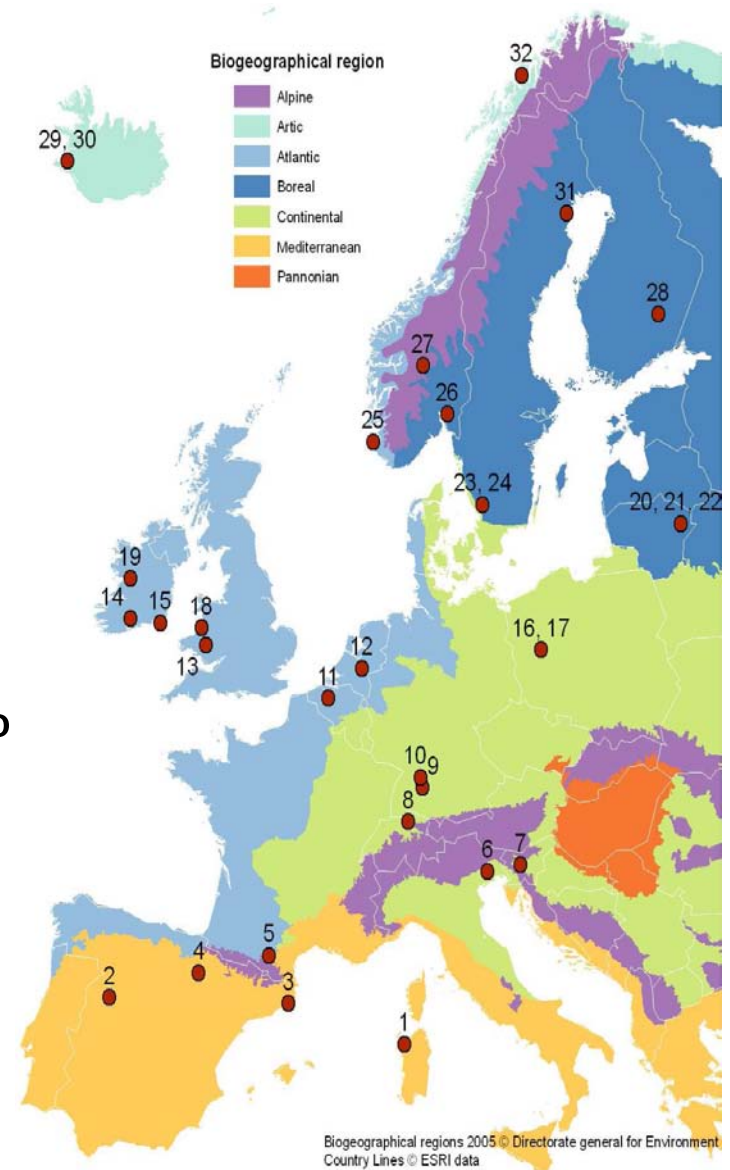 Biogeographical region
Alpine
Artic
Atlantic
Boreal
Continental
Mediterranean
Pannonian
32
29, 30
31
28
27
26
25
23, 24
20, 21, 22
19
14
15
18
13
12
11
16, 17
10
9
8
7
6
5
4
3
2
1
Biogeographical regions 2005 © Directorate general for Environment
Country Lines © ESRI data